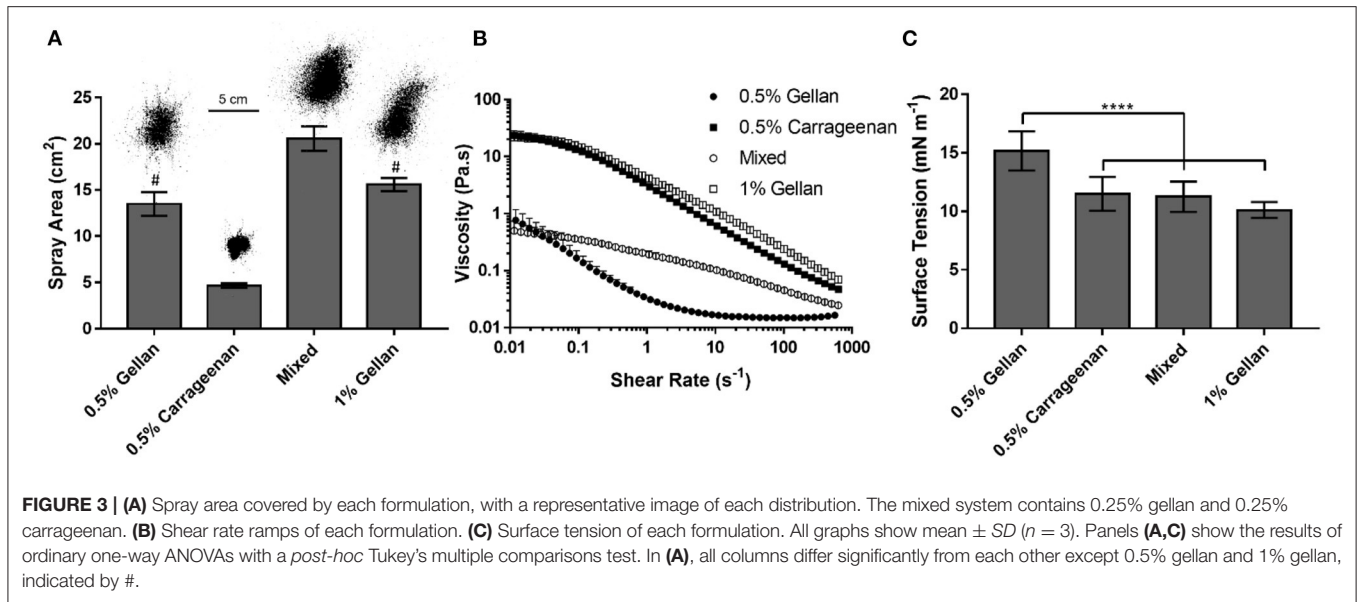 A
B
C
25
20
15
10
5
0
Spray Area (cm²)
5 cm
#
#
0.5% Gellan
0.5% Carrageenan
Mixed
1% Gellan
100
10
1
0.1
0.01
Viscosity (Pa.s)
0.5% Gellan
0.5% Carrageenan
Mixed
1% Gellan
0.01
0.1
1
10
100
1000
Shear Rate (s⁻¹)
20
15
10
5
0
Surface Tension (mN m⁻¹)
****
0.5% Gellan
0.5% Carrageenan
Mixed
1% Gellan
FIGURE 3 | (A) Spray area covered by each formulation, with a representative image of each distribution. The mixed system contains 0.25% gellan and 0.25%
carrageenan. (B) Shear rate ramps of each formulation. (C) Surface tension of each formulation. All graphs show mean ± SD (n = 3). Panels (A,C) show the results of
ordinary one-way ANOVAs with a post-hoc Tukey's multiple comparisons test. In (A), all columns differ significantly from each other except 0.5% gellan and 1% gellan,
indicated by #.